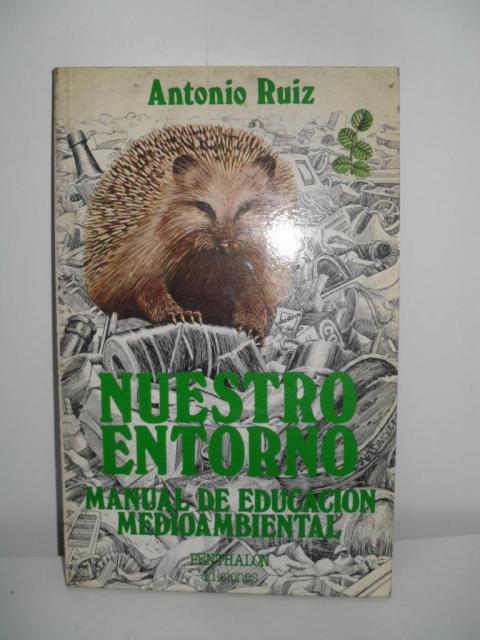 Antonio Ruiz
NUESTRO
ENTORNO
MANUAL DE EDUCACION
MEDIOAMBIENTAL
PENTHALON
ediciones